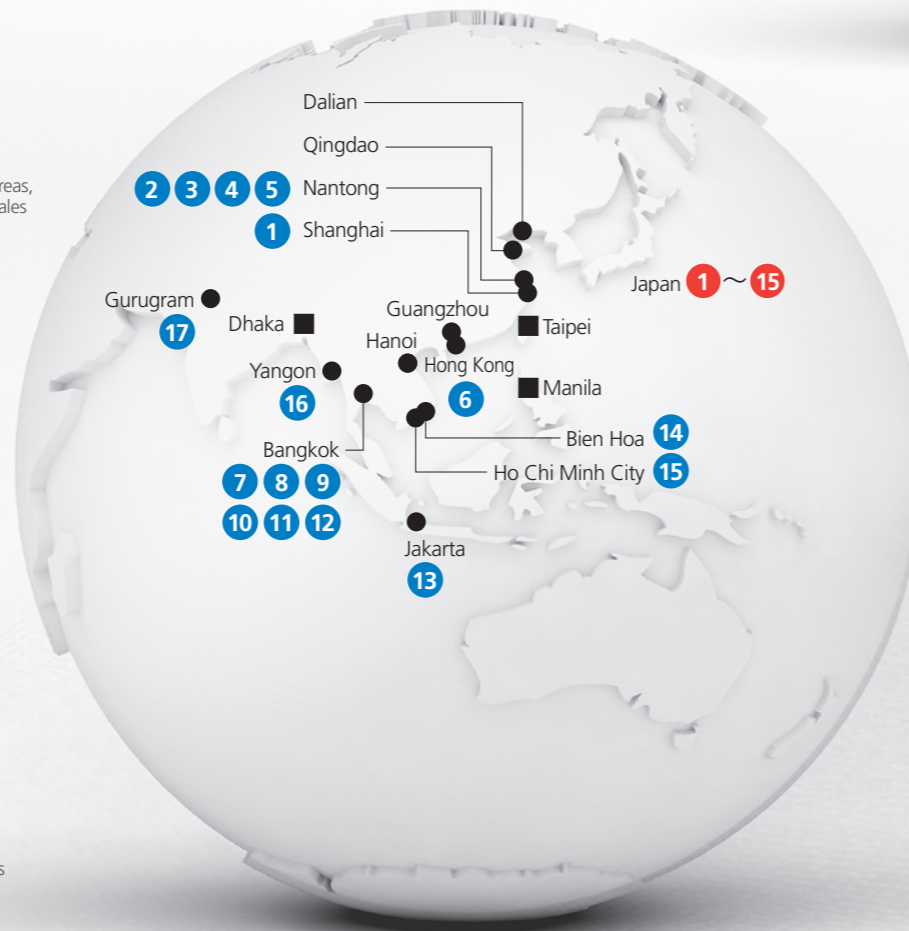 Dalian
Qingdao
reas,
ales
2 3 4 5 Nantong
1 Shanghai
Japan 1 ~ 15
Gurugram
17
Dhaka
Guangzhou
Taipei
Hanoi
Hong Kong
6
Yangon
16
Manila
Bangkok
7 8 9
10 11 12
Bien Hoa 14
Ho Chi Minh City 15
Jakarta
13
s